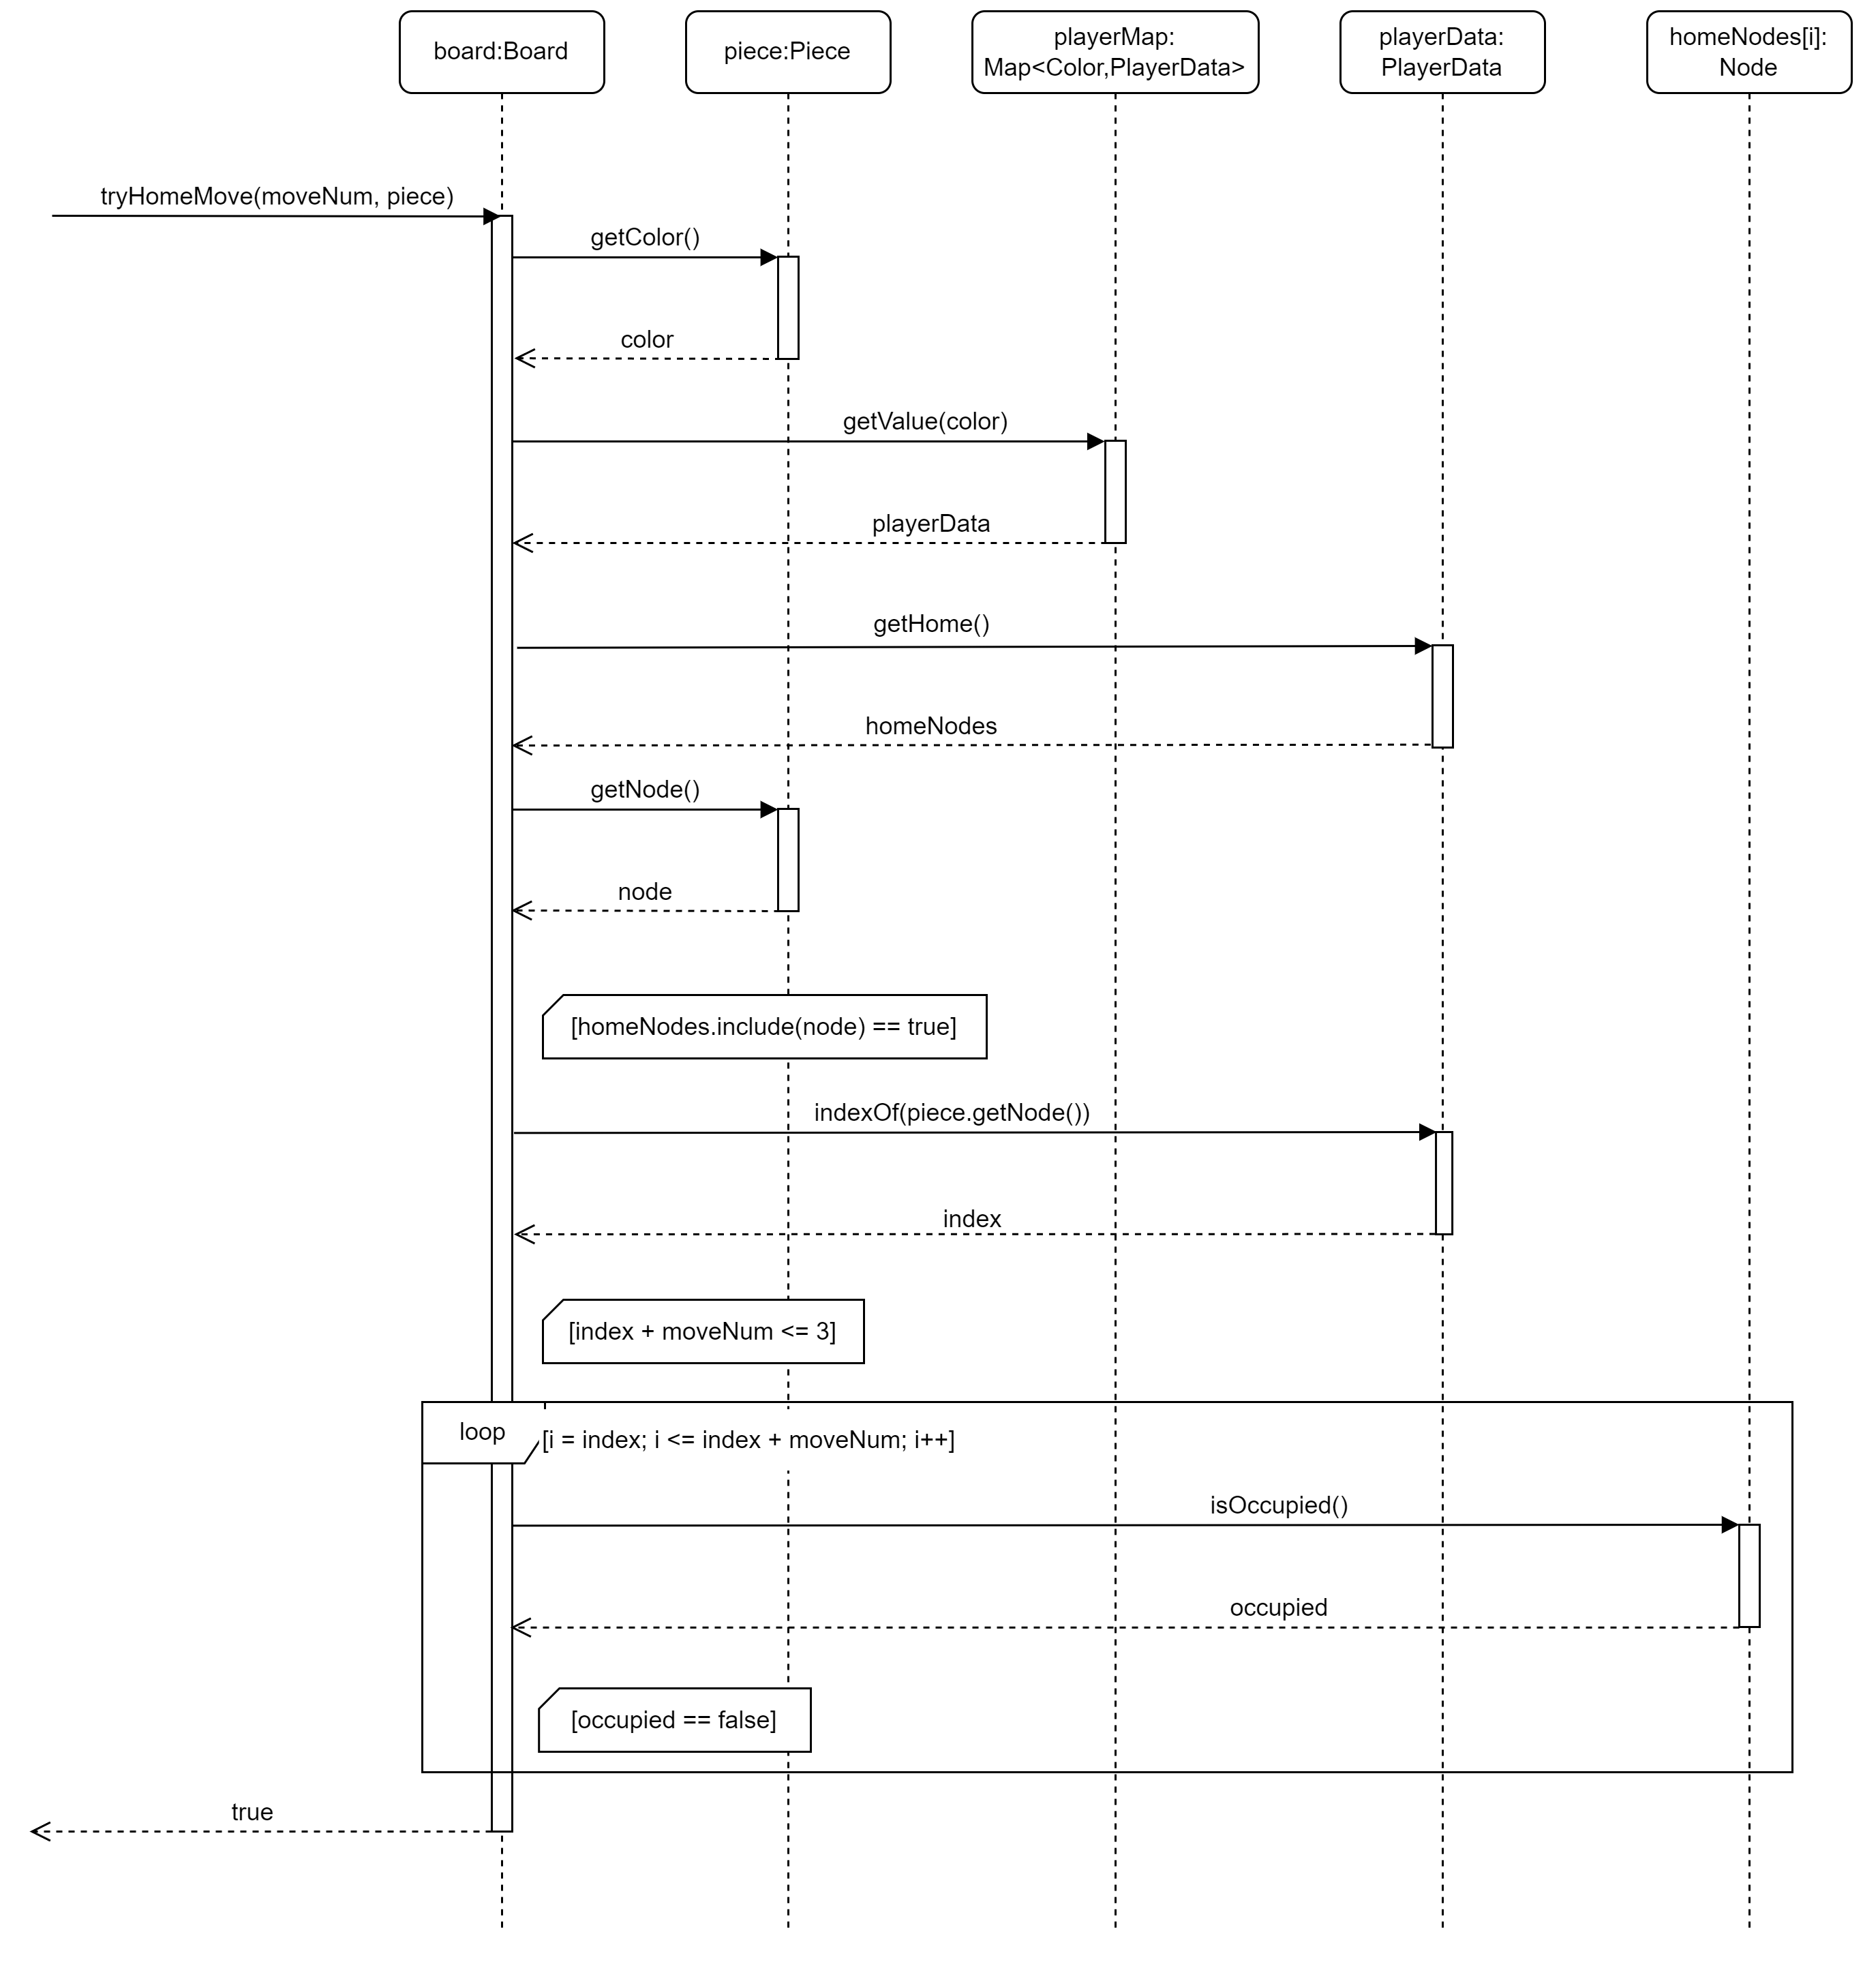 board:Board
piece:Piece
playerMap:
Map<Color,PlayerData>
playerData:
PlayerData
homeNodes[i]:
Node
tryHomeMove(moveNum, piece)
getColor()
color
getValue(color)
playerData
getHome()
homeNodes
getNode()
node
[homeNodes.include(node) == true]
indexOf(piece.getNode())
index
[index + moveNum <= 3]
loop
[i = index; i <= index + moveNum; i++]
isOccupied()
occupied
[occupied == false]
true